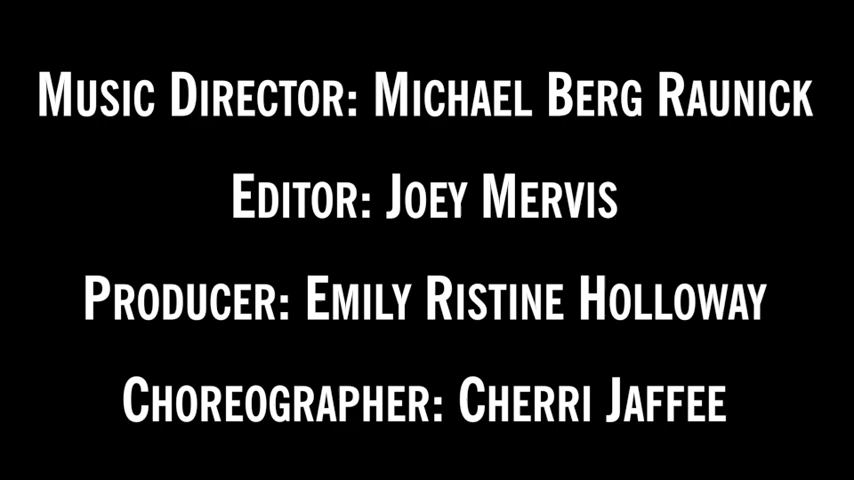 Music Director: Michael Berg Raunick
Editor: Joey Mervis
Producer: Emily Ristine Holloway
Choreographer: Cherri Jaffee